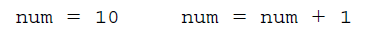 num = 10     num = num + 1